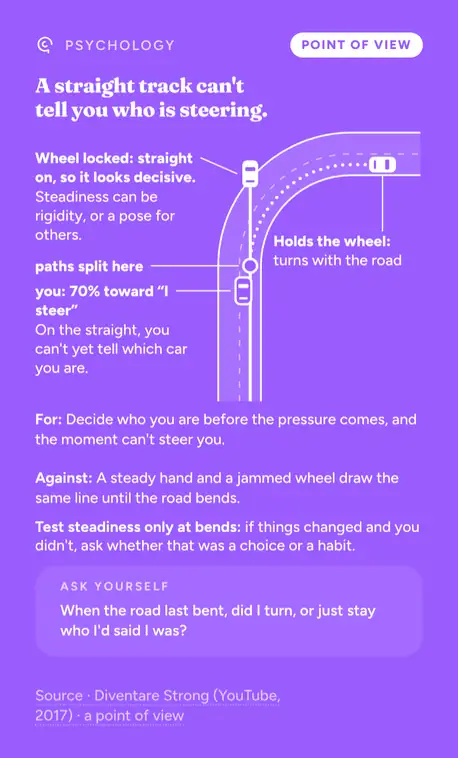 PSYCHOLOGY
POINT OF VIEW
A straight track can't
tell you who is steering.
Wheel locked: straight
on, so it looks decisive.
Steadiness can be
rigidity, or a pose for
others.
Holds the wheel:
turns with the road
paths split here
you: 70% toward “I
steer”
On the straight, you
can't yet tell which car
you are.
For: Decide who you are before the pressure comes, and
the moment can't steer you.
Against: A steady hand and a jammed wheel draw the
same line until the road bends.
Test steadiness only at bends: if things changed and you
didn't, ask whether that was a choice or a habit.
ASK YOURSELF
When the road last bent, did I turn, or just stay
who I'd said I was?
Source · Diventare Strong (YouTube,
2017) · a point of view